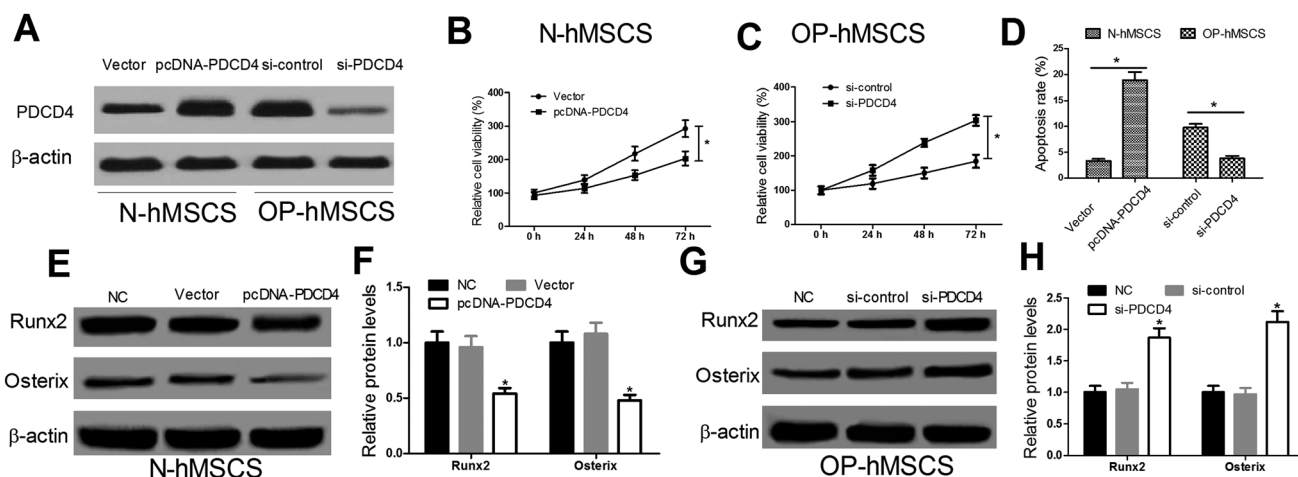 A
Vector pcDNA-PDCD4 si-control si-PDCD4
PDCD4
β-actin
N-hMSCS OP-hMSCS
B
N-hMSCS
Relative cell viability (%)
400
300
200
100
0
Vector
pcDNA-PDCD4
*
0 h 24 h 48 h 72 h
C
OP-hMSCS
Relative cell viability (%)
400
300
200
100
0
si-control
si-PDCD4
*
0 h 24 h 48 h 72 h
D
N-hMSCS OP-hMSCS
Apoptosis rate (%)
25
20
15
10
5
0
*
*
Vector
pcDNA-PDCD4
si-control
si-PDCD4
E
NC Vector pcDNA-PDCD4
Runx2
Osterix
β-actin
N-hMSCS
F
NC Vector
pcDNA-PDCD4
Relative protein levels
1.5
1.0
0.5
0.0
*
*
Runx2 Osterix
G
NC si-control si-PDCD4
Runx2
Osterix
β-actin
OP-hMSCS
H
NC si-control
si-PDCD4
Relative protein levels
2.5
2.0
1.5
1.0
0.5
0.0
*
*
Runx2 Osterix